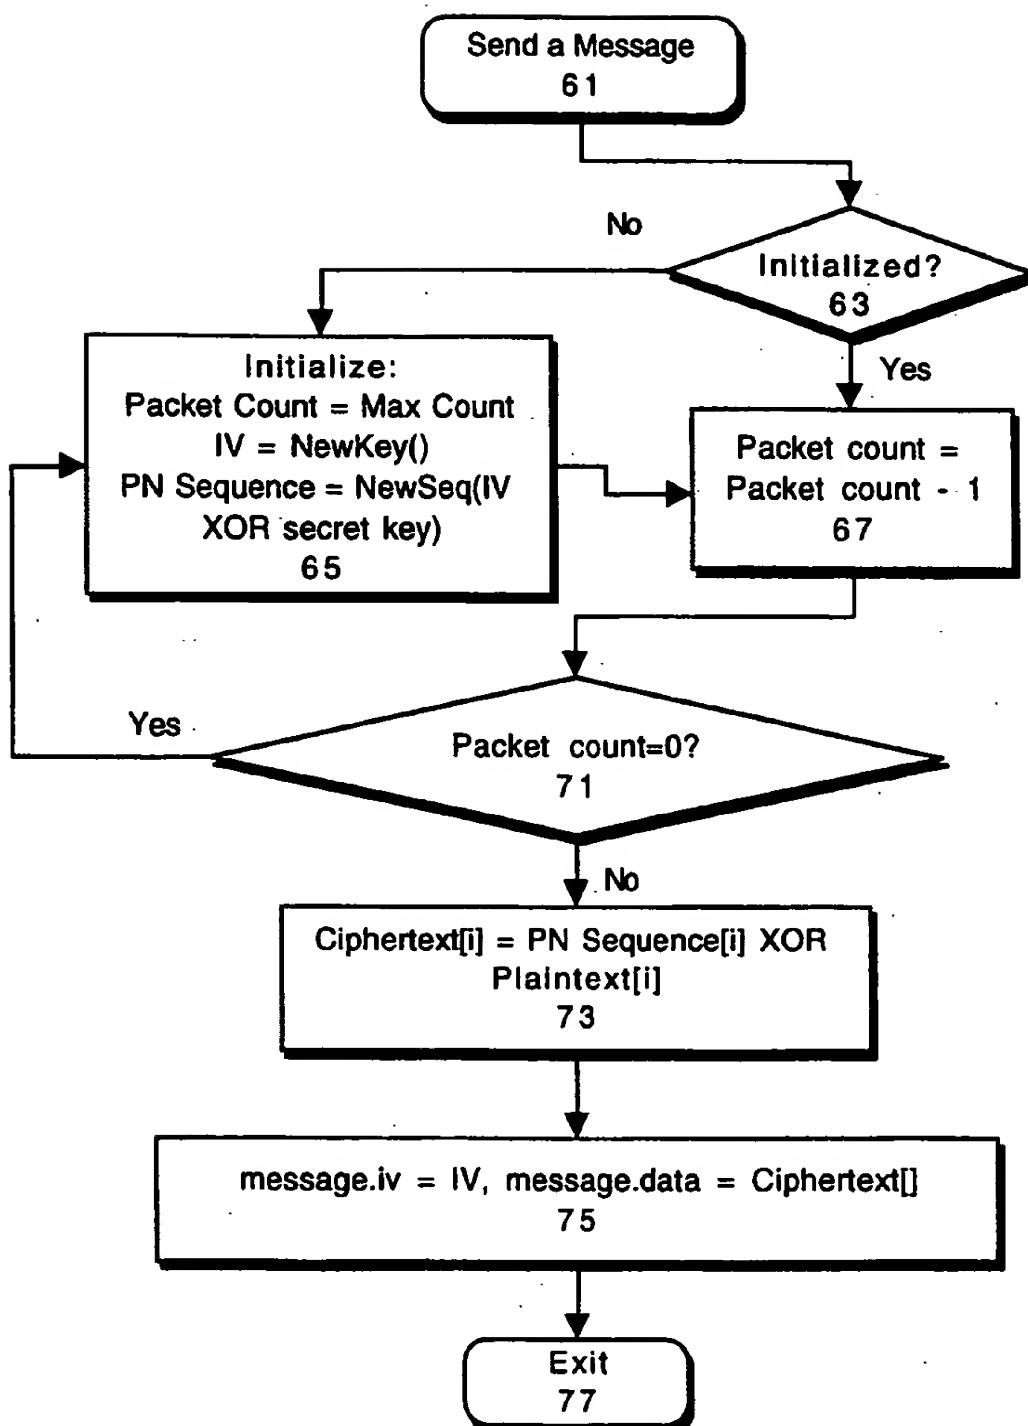 Send a Message
61
No
Initialized?
63
Initialize:
Packet Count = Max Count
IV = NewKey()
PN Sequence = NewSeq(IV
XOR secret key)
65
Yes
Packet count =
Packet count - 1
67
Yes
Packet count=0?
71
No
Ciphertext[i] = PN Sequence[i] XOR
Plaintext[i]
73
message.iv = IV, message.data = Ciphertext[]
75
Exit
77